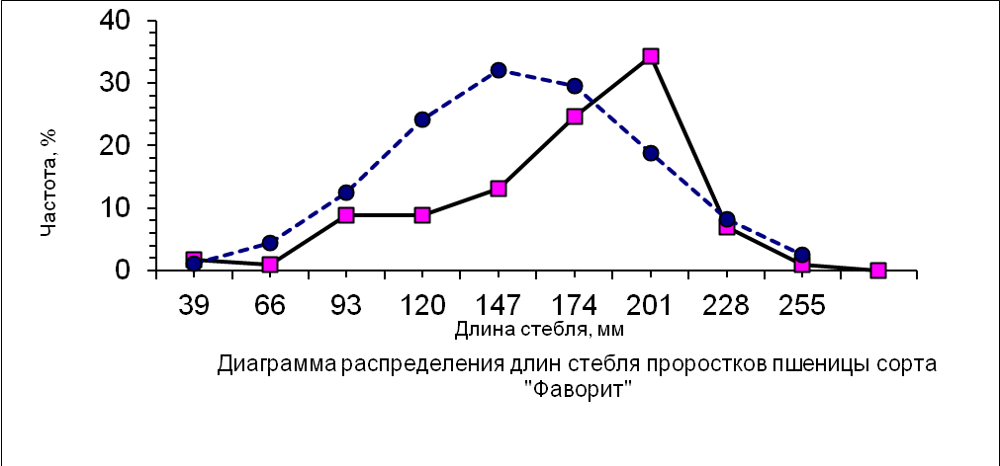 40
30
20
10
0
Частота, %
39 66 93 120 147 174 201 228 255
Длина стебля, мм
Диаграмма распределения длин стебля проростков пшеницы сорта
"Фаворит"